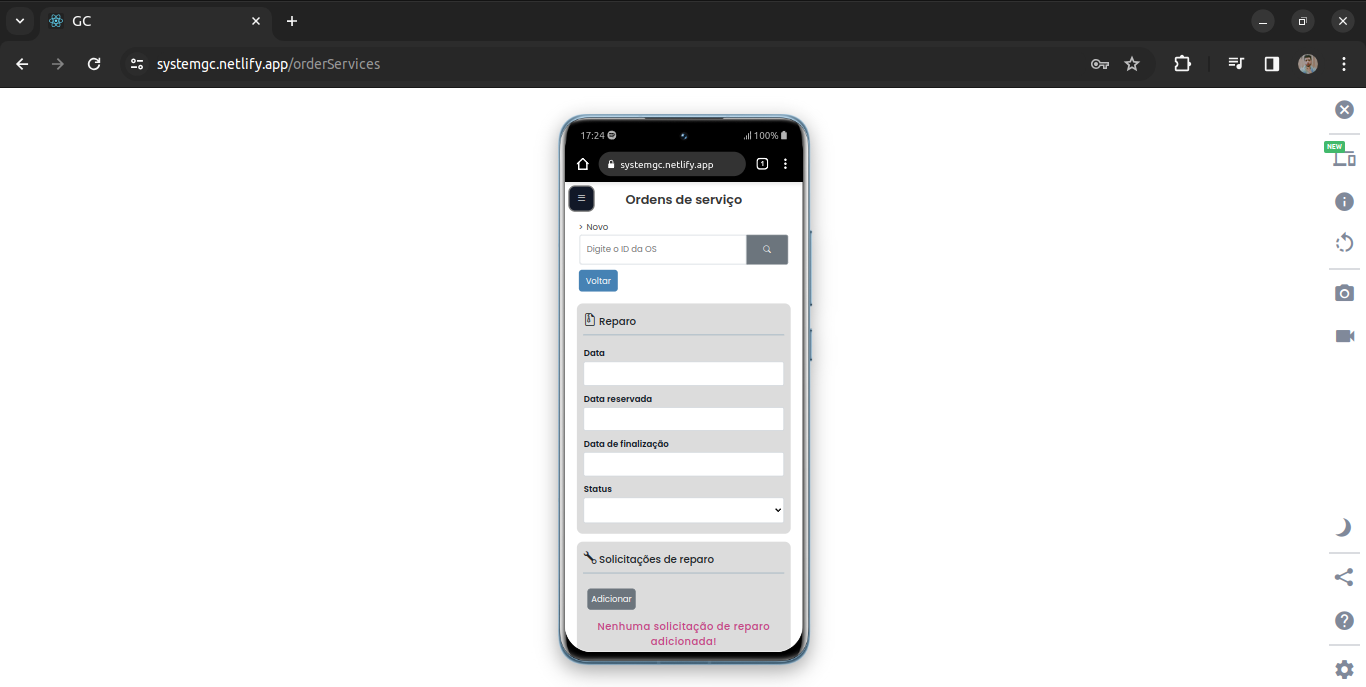 GC
systemgc.netlify.app/orderServices
NEW
17:24 100%
systemgc.netlify.app 1
Ordens de serviço
> Novo
Digite o ID da OS
Voltar
Reparo
Data
Data reservada
Data de finalização
Status
Solicitações de reparo
Adicionar
Nenhuma solicitação de reparo
adicionada!